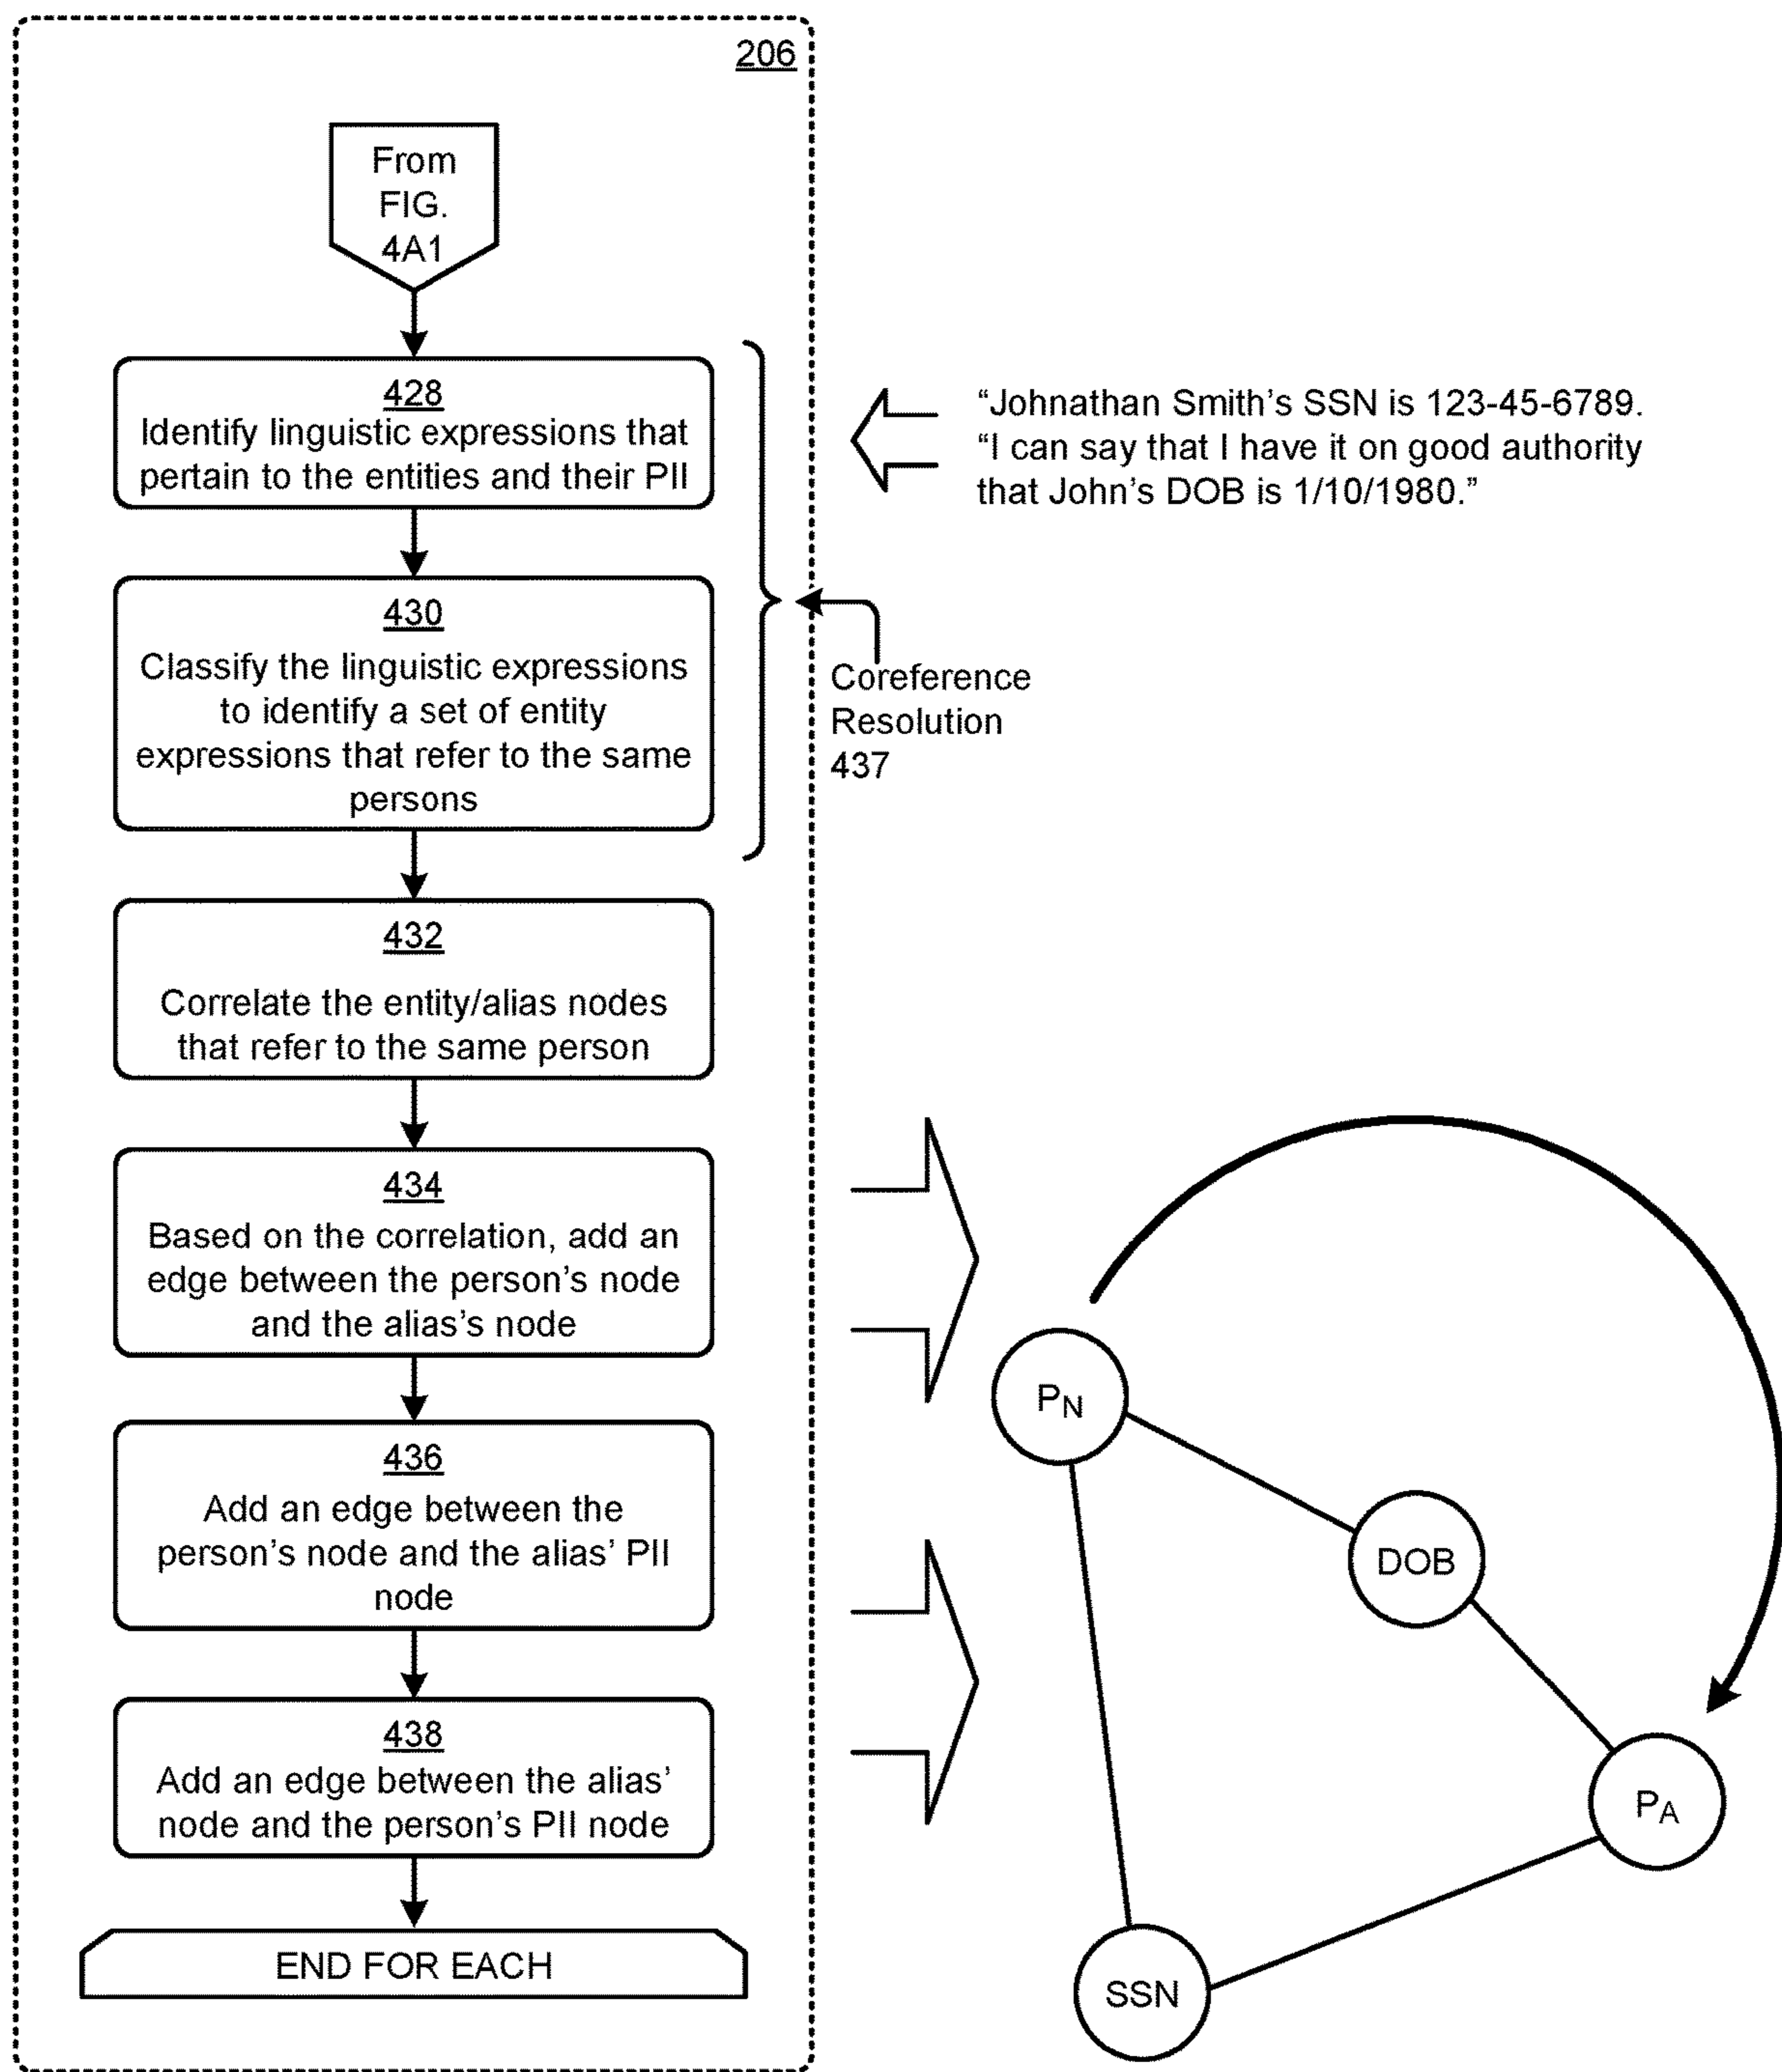 206
From
FIG.
4A1
428
Identify linguistic expressions that
pertain to the entities and their PII
“Johnathan Smith’s SSN is 123-45-6789.
“I can say that I have it on good authority
that John’s DOB is 1/10/1980.”
430
Classify the linguistic expressions
to identify a set of entity
expressions that refer to the same
persons
Coreference
Resolution
437
432
Correlate the entity/alias nodes
that refer to the same person
434
Based on the correlation, add an
edge between the person’s node
and the alias’s node
436
Add an edge between the
person’s node and the alias’ PII
node
438
Add an edge between the alias’
node and the person’s PII node
END FOR EACH
PN
DOB
PA
SSN